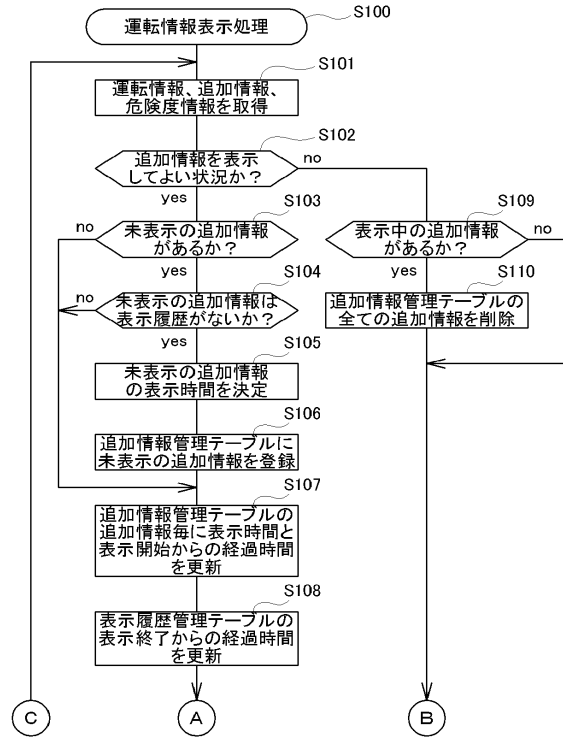 運転情報表示処理
S100
S101
運転情報、追加情報、
危険度情報を取得
S102
追加情報を表示
してよい状況か?
no
yes
S103
未表示の追加情報
があるか?
no
yes
S109
表示中の追加情報
があるか?
no
yes
S104
未表示の追加情報は
表示履歴がないか?
no
yes
S110
追加情報管理テーブルの
全ての追加情報を削除
S105
未表示の追加情報
の表示時間を決定
S106
追加情報管理テーブルに
未表示の追加情報を登録
S107
追加情報管理テーブルの
追加情報毎に表示時間と
表示開始からの経過時間
を更新
S108
表示履歴管理テーブルの
表示終了からの経過時間
を更新
C
A
B